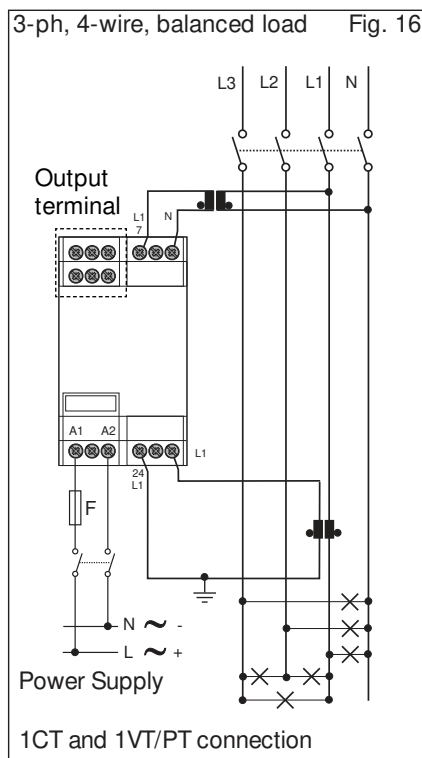 3-ph, 4-wire, balanced load Fig. 16
L3 L2 L1 N
Output
terminal
L1 N
7
A1 A2
L1
24
L1
F
N ~ -
L ~ +
Power Supply
1CT and 1VT/PT connection